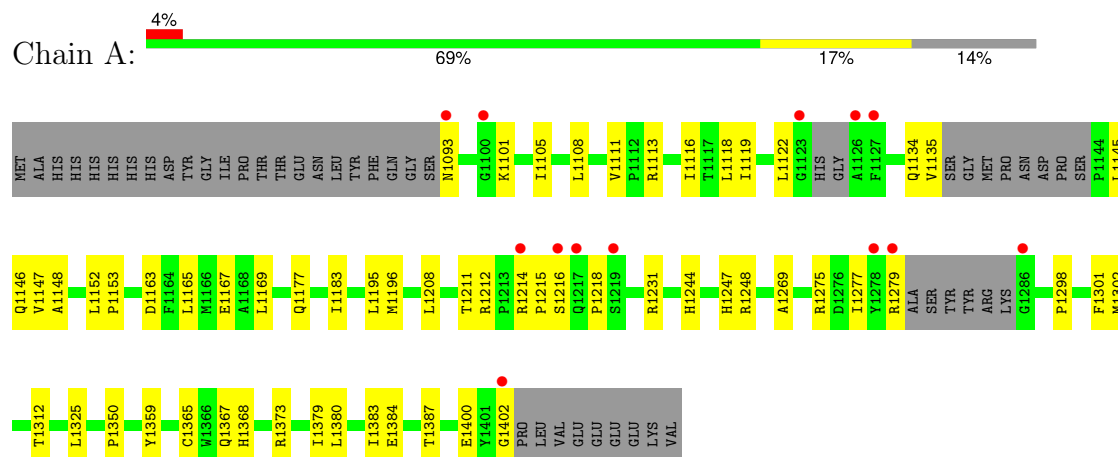 4%
Chain A:
69% 17% 14%
MET ALA HIS HIS HIS HIS HIS HIS ASP TYR GLY ILE PRO THR THR GLU ASN LEU TYR PHE GLN GLY SER N1093 G1100 K1101 I1105 L1108 V1111 P1112 R1113 I1116 T1117 L1118 I1119 L1122 G1123 HIS GLY A1126 F1127 Q1134 V1135 SER GLY MET PRO ASN ASP PRO SER P1144 L1145
Q1146 V1147 A1148 L1152 P1153 D1163 F1164 L1165 M1166 E1167 A1168 L1169 Q1177 I1183 L1195 M1196 L1208 T1211 R1212 P1213 R1214 P1215 S1216 Q1217 P1218 S1219 R1231 H1244 H1247 R1248 A1269 R1275 D1276 I1277 Y1278 R1279 ALA SER TYR TYR ARG LYS G1286 P1298 F1301 M1302
T1312 L1325 P1350 Y1359 C1365 W1366 Q1367 H1368 R1373 I1379 L1380 I1383 E1384 T1387 E1400 Y1401 G1402 PRO LEU VAL GLU GLU GLU GLU LYS VAL